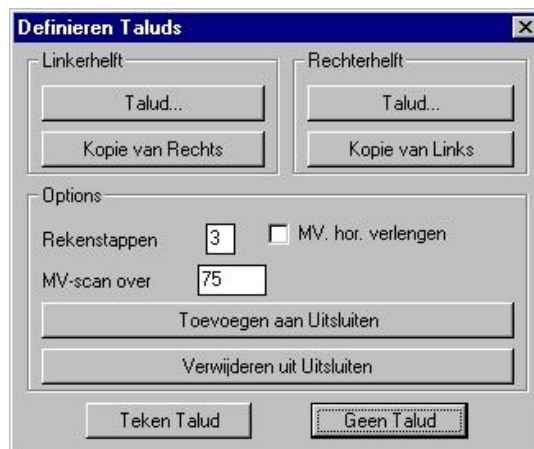 Definieren Taluds
Linkerhelft
Talud...
Kopie van Rechts
Rechterhelft
Talud...
Kopie van Links
Options
Rekenstappen 3 MV. hor. verlengen
MV-scan over 75
Toevoegen aan Uitsluiten
Verwijderen uit Uitsluiten
Teken Talud Geen Talud